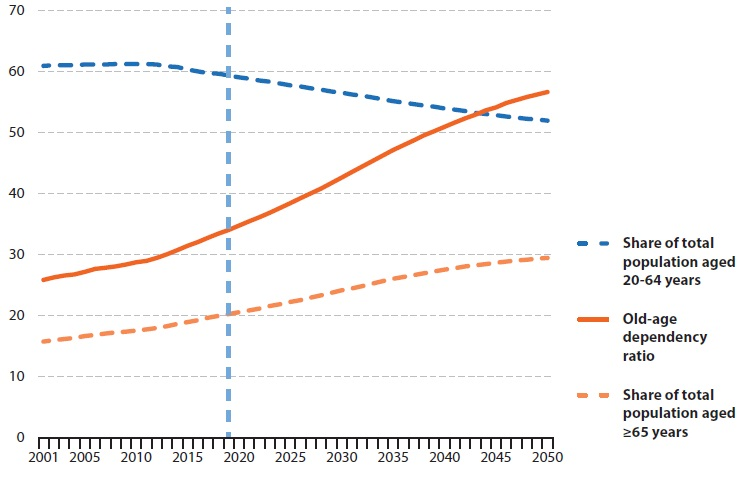 70
60
50
40
30
20
10
0
2001 2005 2010 2015 2020 2025 2030 2035 2040 2045 2050
Share of total
population aged
20-64 years
Old-age
dependency
ratio
Share of total
population aged
≥65 years